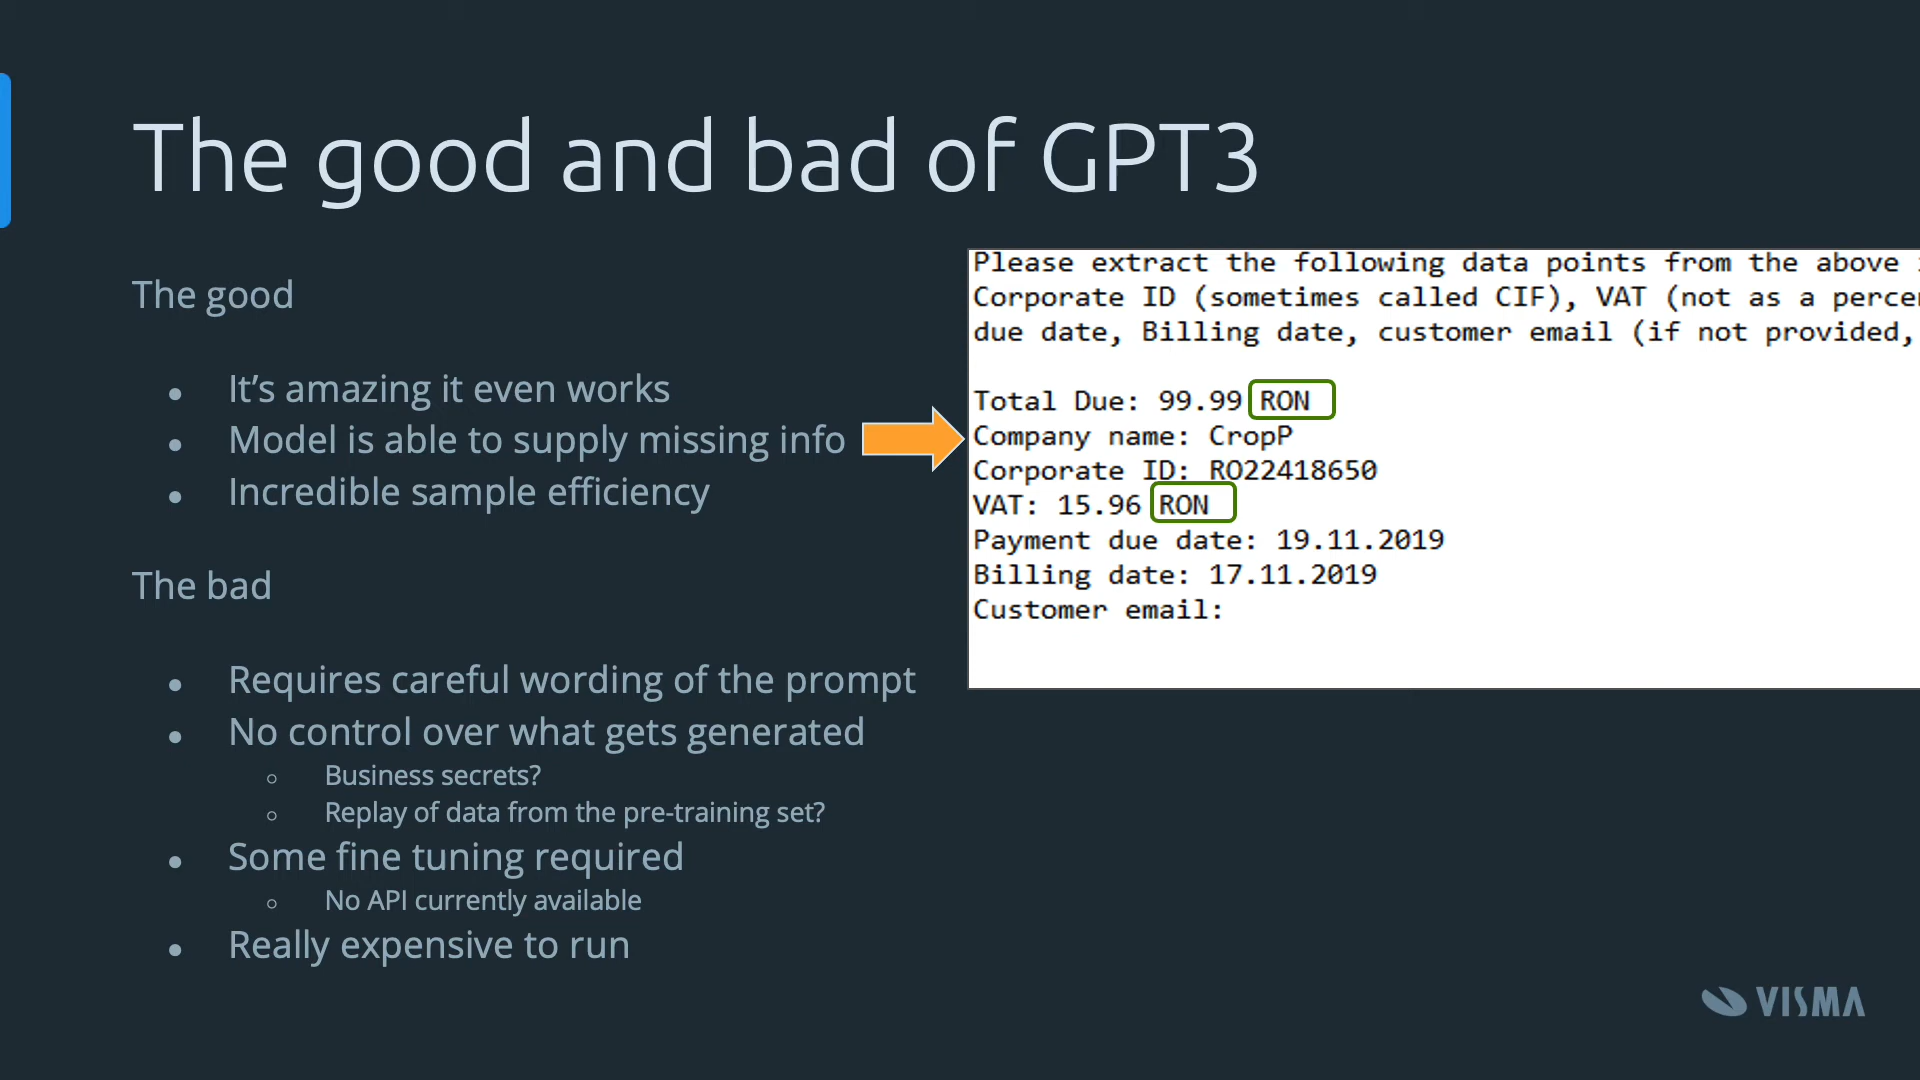 The good and bad of GPT3
The good
It’s amazing it even works
Model is able to supply missing info
Incredible sample efficiency
The bad
Requires careful wording of the prompt
No control over what gets generated
Business secrets?
Replay of data from the pre-training set?
Some fine tuning required
No API currently available
Really expensive to run
Please extract the following data points from the above
Corporate ID (sometimes called CIF), VAT (not as a
due date, Billing date, customer email (if not provided,
Total Due: 99.99 RON
Company name: CropP
Corporate ID: RO22418650
VAT: 15.96 RON
Payment due date: 19.11.2019
Billing date: 17.11.2019
Customer email:
VISMA